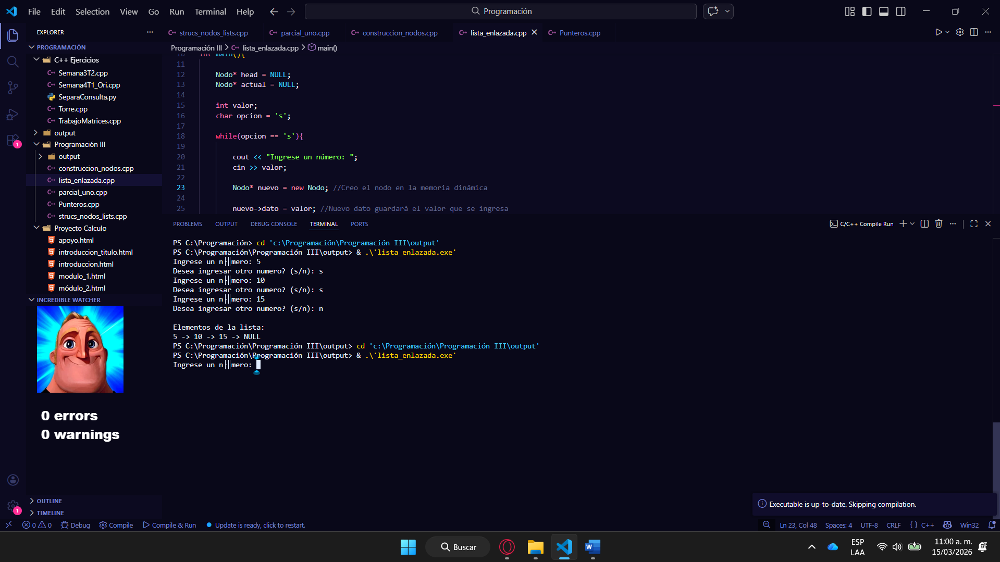 File Edit Selection View Go Run Terminal Help
Programación
EXPLORER
strucs_nodos_lists.cpp
parcial_uno.cpp
construccion_nodos.cpp
lista_enlazada.cpp
Punteros.cpp
PROGRAMACIÓN
C++ Ejercicios
Semana3T2.cpp
Semana4T1_Ori.cpp
SeparaConsulta.py
Torre.cpp
TrabajoMatrices.cpp
output
Programación III
output
construccion_nodos.cpp
lista_enlazada.cpp
parcial_uno.cpp
Punteros.cpp
strucs_nodos_lists.cpp
Proyecto Calculo
apoyo.html
introduccion_titulo.html
introduccion.html
modulo_1.html
módulo_2.html
INCREDIBLE WATCHER
0 errors
0 warnings
OUTLINE
TIMELINE
Programación III > lista_enlazada.cpp > main()
10 int main(){
11
12 Nodo* head = NULL;
13 Nodo* actual = NULL;
14
15 int valor;
16 char opcion = 's';
17
18 while(opcion == 's'){
19
20 cout << "Ingrese un número: ";
21 cin >> valor;
22
23 Nodo* nuevo = new Nodo; //Creo el nodo en la memoria dinámica
24
25 nuevo->dato = valor; //Nuevo dato guardará el valor que se ingresa
PROBLEMS OUTPUT DEBUG CONSOLE TERMINAL PORTS
C/C++ Compile Run
PS C:\Programación> cd 'c:\Programación\Programación III\output'
PS C:\Programación\Programación III\output> & .\'lista_enlazada.exe'
Ingrese un n├║mero: 5
Desea ingresar otro numero? (s/n): s
Ingrese un n├║mero: 10
Desea ingresar otro numero? (s/n): s
Ingrese un n├║mero: 15
Desea ingresar otro numero? (s/n): n
Elementos de la lista:
5 -> 10 -> 15 -> NULL
PS C:\Programación\Programación III\output> cd 'c:\Programación\Programación III\output'
PS C:\Programación\Programación III\output> & .\'lista_enlazada.exe'
Ingrese un n├║mero:
Executable is up-to-date. Skipping compilation.
0 0 Debug Compile Compile & Run Update is ready, click to restart.
Ln 23, Col 48 Spaces: 4 UTF-8 CRLF { } C++ Win32
Buscar
ESP
LAA
11:00 a. m.
15/03/2026